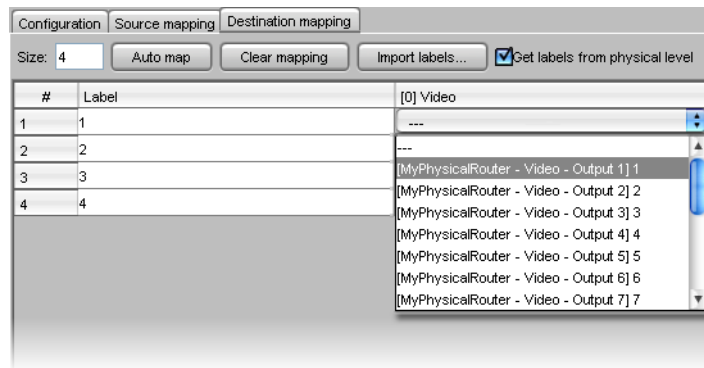 Configuration Source mapping Destination mapping
Size: 4 Auto map Clear mapping Import labels... Get labels from physical level
# Label [0] Video
1 1 ---
2 2 ---
3 3 [MyPhysicalRouter - Video - Output 1] 1
4 4 [MyPhysicalRouter - Video - Output 2] 2
[MyPhysicalRouter - Video - Output 3] 3
[MyPhysicalRouter - Video - Output 4] 4
[MyPhysicalRouter - Video - Output 5] 5
[MyPhysicalRouter - Video - Output 6] 6
[MyPhysicalRouter - Video - Output 7] 7